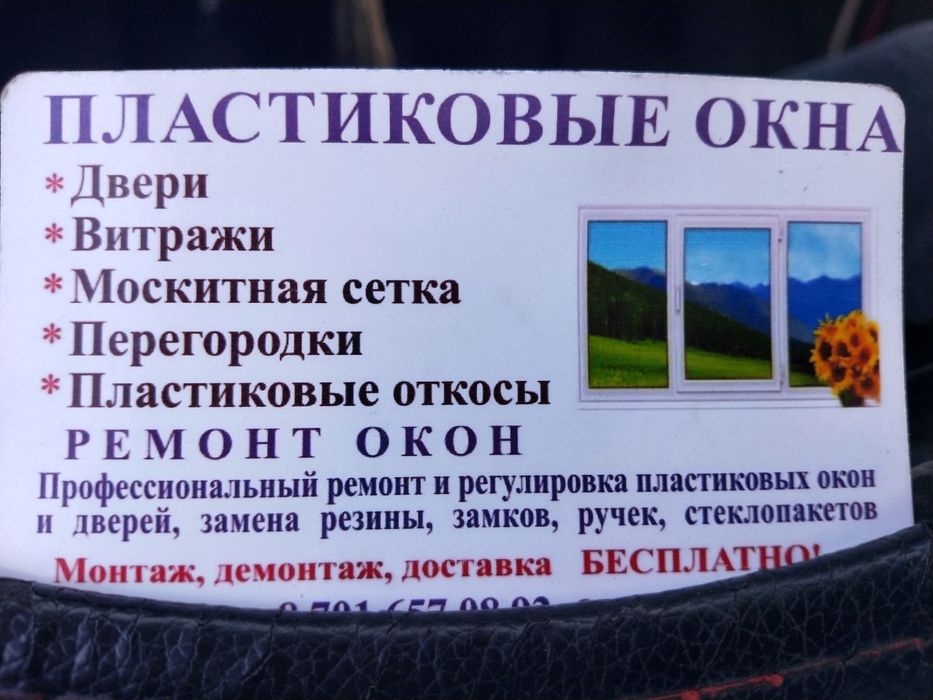 ПЛАСТИКОВЫЕ ОКНА
* Двери
* Витражи
* Москитная сетка
* Перегородки
* Пластиковые откосы
РЕМОНТ ОКОН
Профессиональный ремонт и регулировка пластиковых окон
и дверей, замена резины, замков, ручек, стеклопакетов
Монтаж, демонтаж, доставка БЕСПЛАТНО!